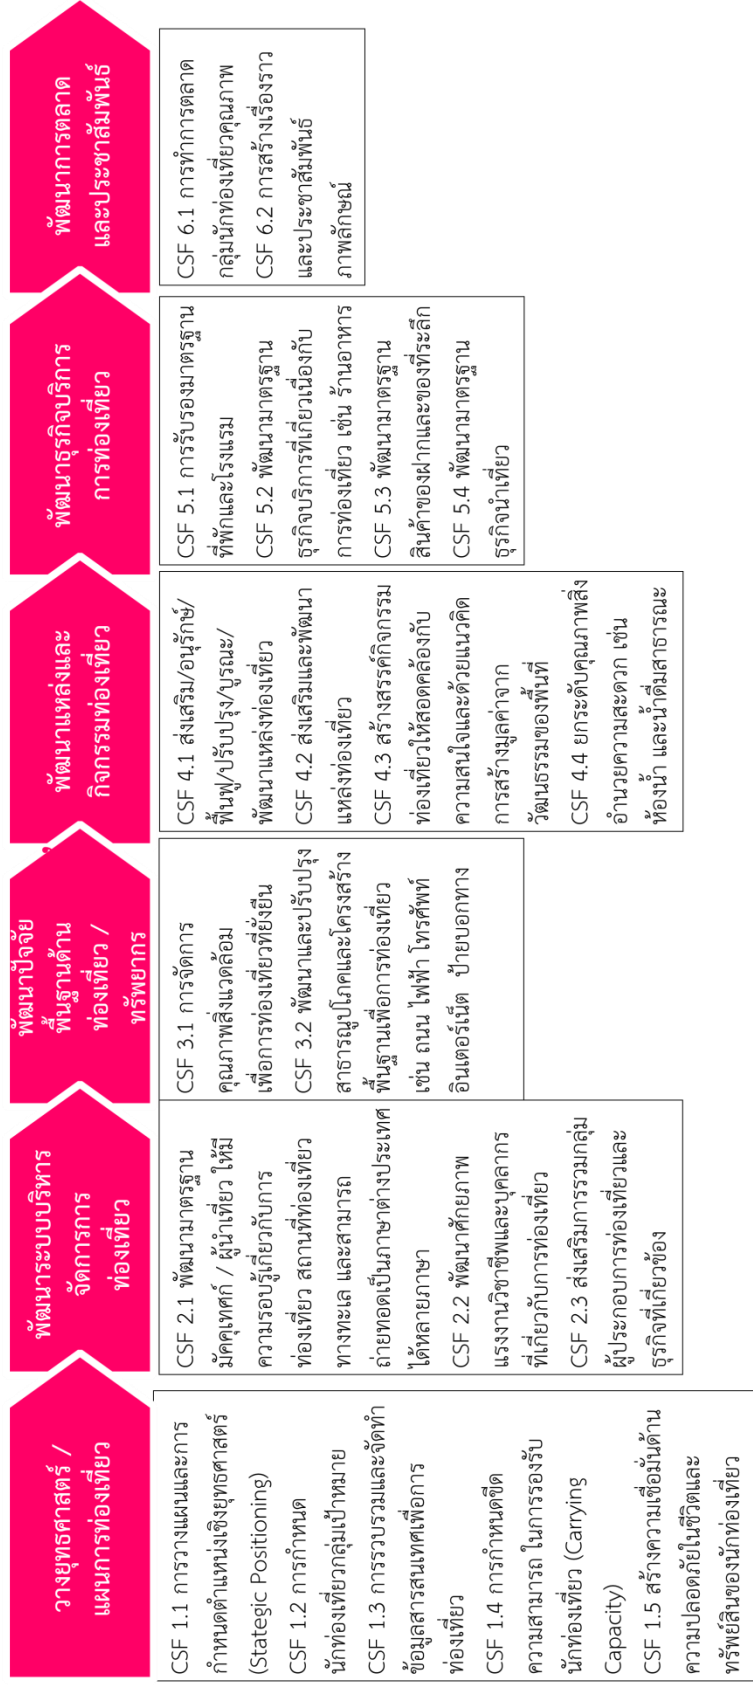 วางยุทธศาสตร์ /
แผนการท่องเที่ยว
CSF 1.1 การวางแผนและการ
กำหนดตำแหน่งเชิงยุทธศาสตร์
(Stategic Positioning)
CSF 1.2 การกำหนด
นักท่องเที่ยวกลุ่มเป้าหมาย
CSF 1.3 การรวบรวมและจัดทำ
ข้อมูลสารสนเทศเพื่อการ
ท่องเที่ยว
CSF 1.4 การกำหนดขีด
ความสามารถ ในการรองรับ
นักท่องเที่ยว (Carrying
Capacity)
CSF 1.5 สร้างความเชื่อมั่นด้าน
ความปลอดภัยในชีวิตและ
ทรัพย์สินของนักท่องเที่ยว
พัฒนาระบบบริหาร
จัดการการ
ท่องเที่ยว
CSF 2.1 พัฒนามาตรฐาน
มัคคุเทศก์ / ผู้นำเที่ยว ให้มี
ความรอบรู้เกี่ยวกับการ
ท่องเที่ยว สถานที่ท่องเที่ยว
ทางทะเล และสามารถ
ถ่ายทอดเป็นภาษาต่างประเทศ
ได้หลายภาษา
CSF 2.2 พัฒนาศักยภาพ
แรงงานวิชาชีพและบุคลากร
ที่เกี่ยวกับการท่องเที่ยว
CSF 2.3 ส่งเสริมการรวมกลุ่ม
ผู้ประกอบการท่องเที่ยวและ
ธุรกิจที่เกี่ยวข้อง
พัฒนาปัจจัย
พื้นฐานด้าน
ท่องเที่ยว /
ทรัพยากร
CSF 3.1 การจัดการ
คุณภาพสิ่งแวดล้อม
เพื่อการท่องเที่ยวที่ยั่งยืน
CSF 3.2 พัฒนาและปรับปรุง
สาธารณูปโภคและโครงสร้าง
พื้นฐานเพื่อการท่องเที่ยว
เช่น ถนน ไฟฟ้า โทรศัพท์
อินเตอร์เน็ต ป้ายบอกทาง
พัฒนาแหล่งและ
กิจกรรมท่องเที่ยว
CSF 4.1 ส่งเสริม/อนุรักษ์/
ฟื้นฟู/ปรับปรุง/บูรณะ/
พัฒนาแหล่งท่องเที่ยว
CSF 4.2 ส่งเสริมและพัฒนา
แหล่งท่องเที่ยว
CSF 4.3 สร้างสรรค์กิจกรรม
ท่องเที่ยวให้สอดคล้องกับ
ความสนใจและด้วยแนวคิด
การสร้างมูลค่าจาก
วัฒนธรรมของพื้นที่
CSF 4.4 ยกระดับคุณภาพสิ่ง
อำนวยความสะดวก เช่น
ห้องน้ำ และน้ำดื่มสาธารณะ
พัฒนาธุรกิจบริการ
การท่องเที่ยว
CSF 5.1 การรับรองมาตรฐาน
ที่พักและโรงแรม
CSF 5.2 พัฒนามาตรฐาน
ธุรกิจบริการที่เกี่ยวเนื่องกับ
การท่องเที่ยว เช่น ร้านอาหาร
CSF 5.3 พัฒนามาตรฐาน
สินค้าของฝากและของที่ระลึก
CSF 5.4 พัฒนามาตรฐาน
ธุรกิจนำเที่ยว
พัฒนาการตลาด
และประชาสัมพันธ์
CSF 6.1 การทำการตลาด
กลุ่มนักท่องเที่ยวคุณภาพ
CSF 6.2 การสร้างเรื่องราว
และประชาสัมพันธ์
ภาพลักษณ์